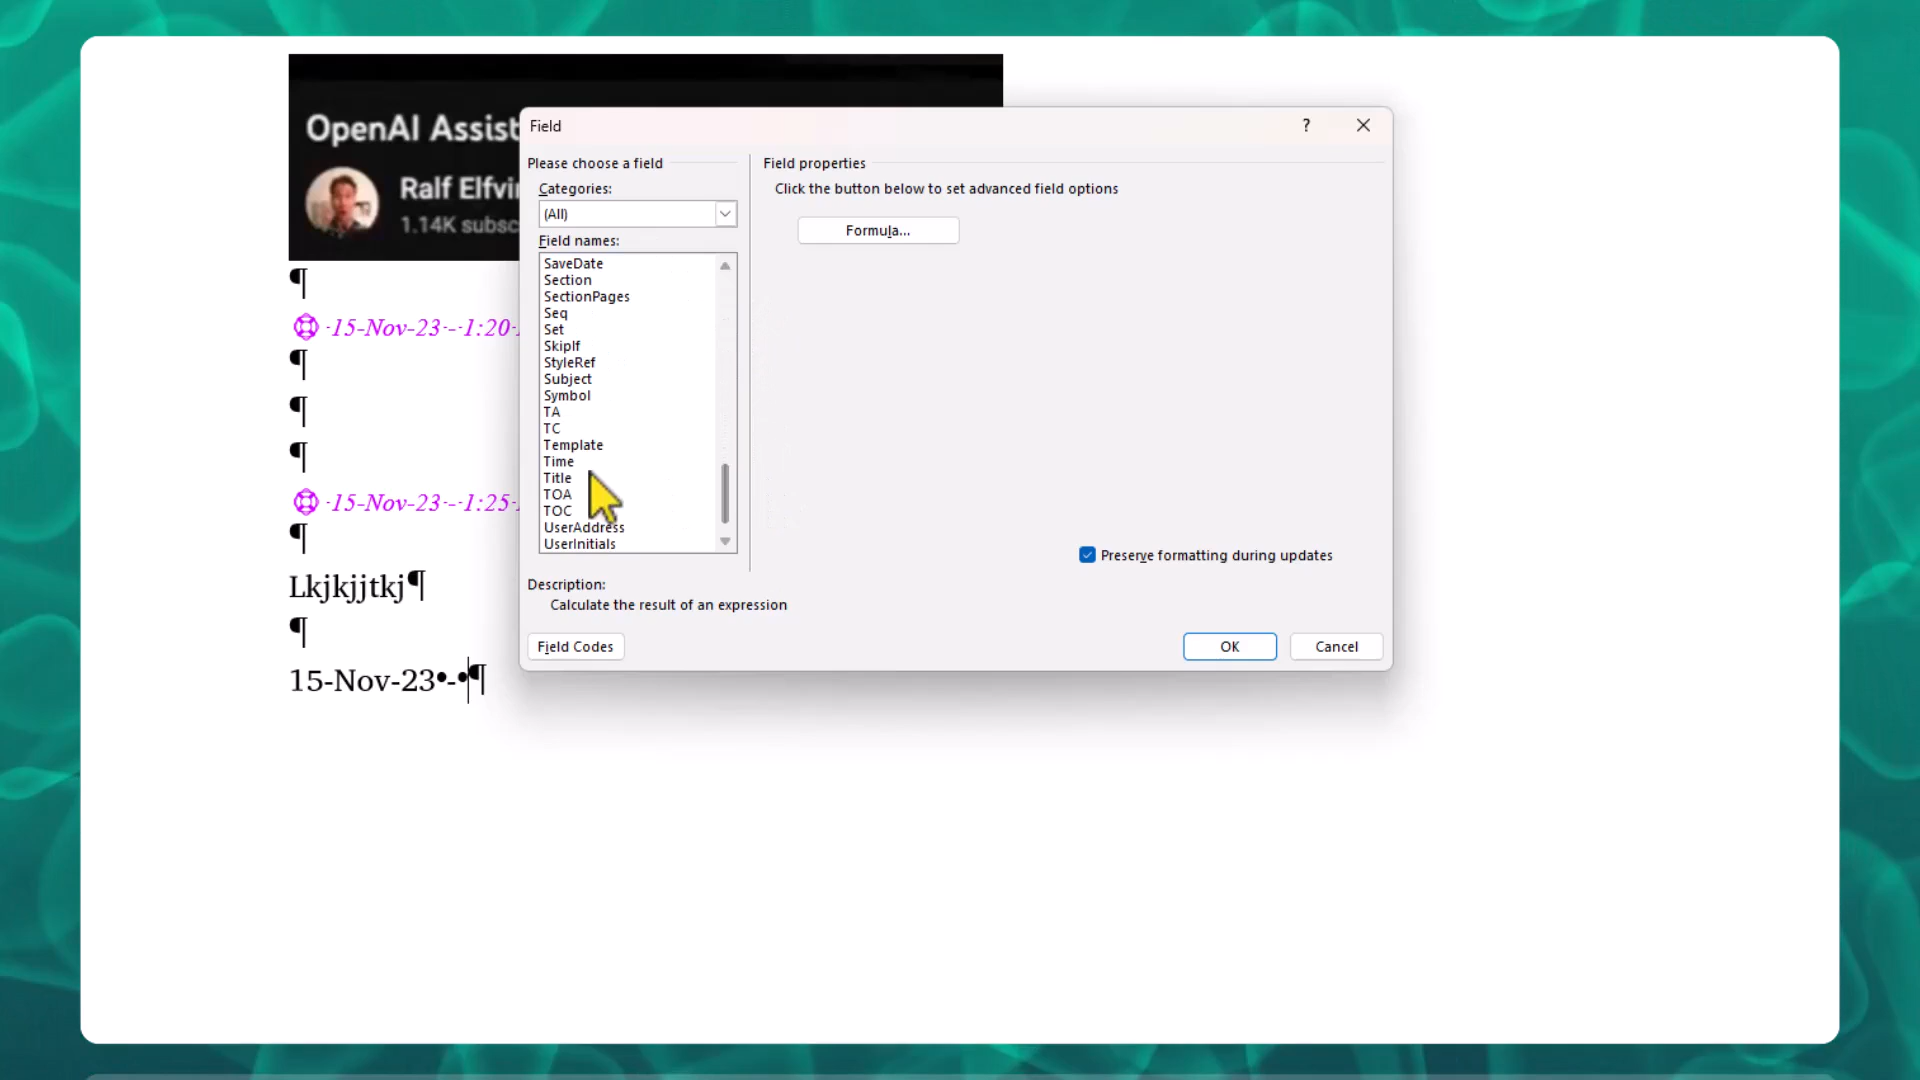 OpenAI Assist
Ralf Elfvi
1.14K subsc
¶
·15-Nov-23·-·1:20·
¶
¶
¶
·15-Nov-23·-·1:25·
¶
Lkjkjjtkj¶
¶
15-Nov-23•-•¶
Field
?
Please choose a field
Categories:
(All)
Field names:
SaveDate
Section
SectionPages
Seq
Set
SkipIf
StyleRef
Subject
Symbol
TA
TC
Template
Time
Title
TOA
TOC
UserAddress
UserInitials
Field properties
Click the button below to set advanced field options
Formula...
Preserve formatting during updates
Description:
Calculate the result of an expression
Field Codes
OK
Cancel